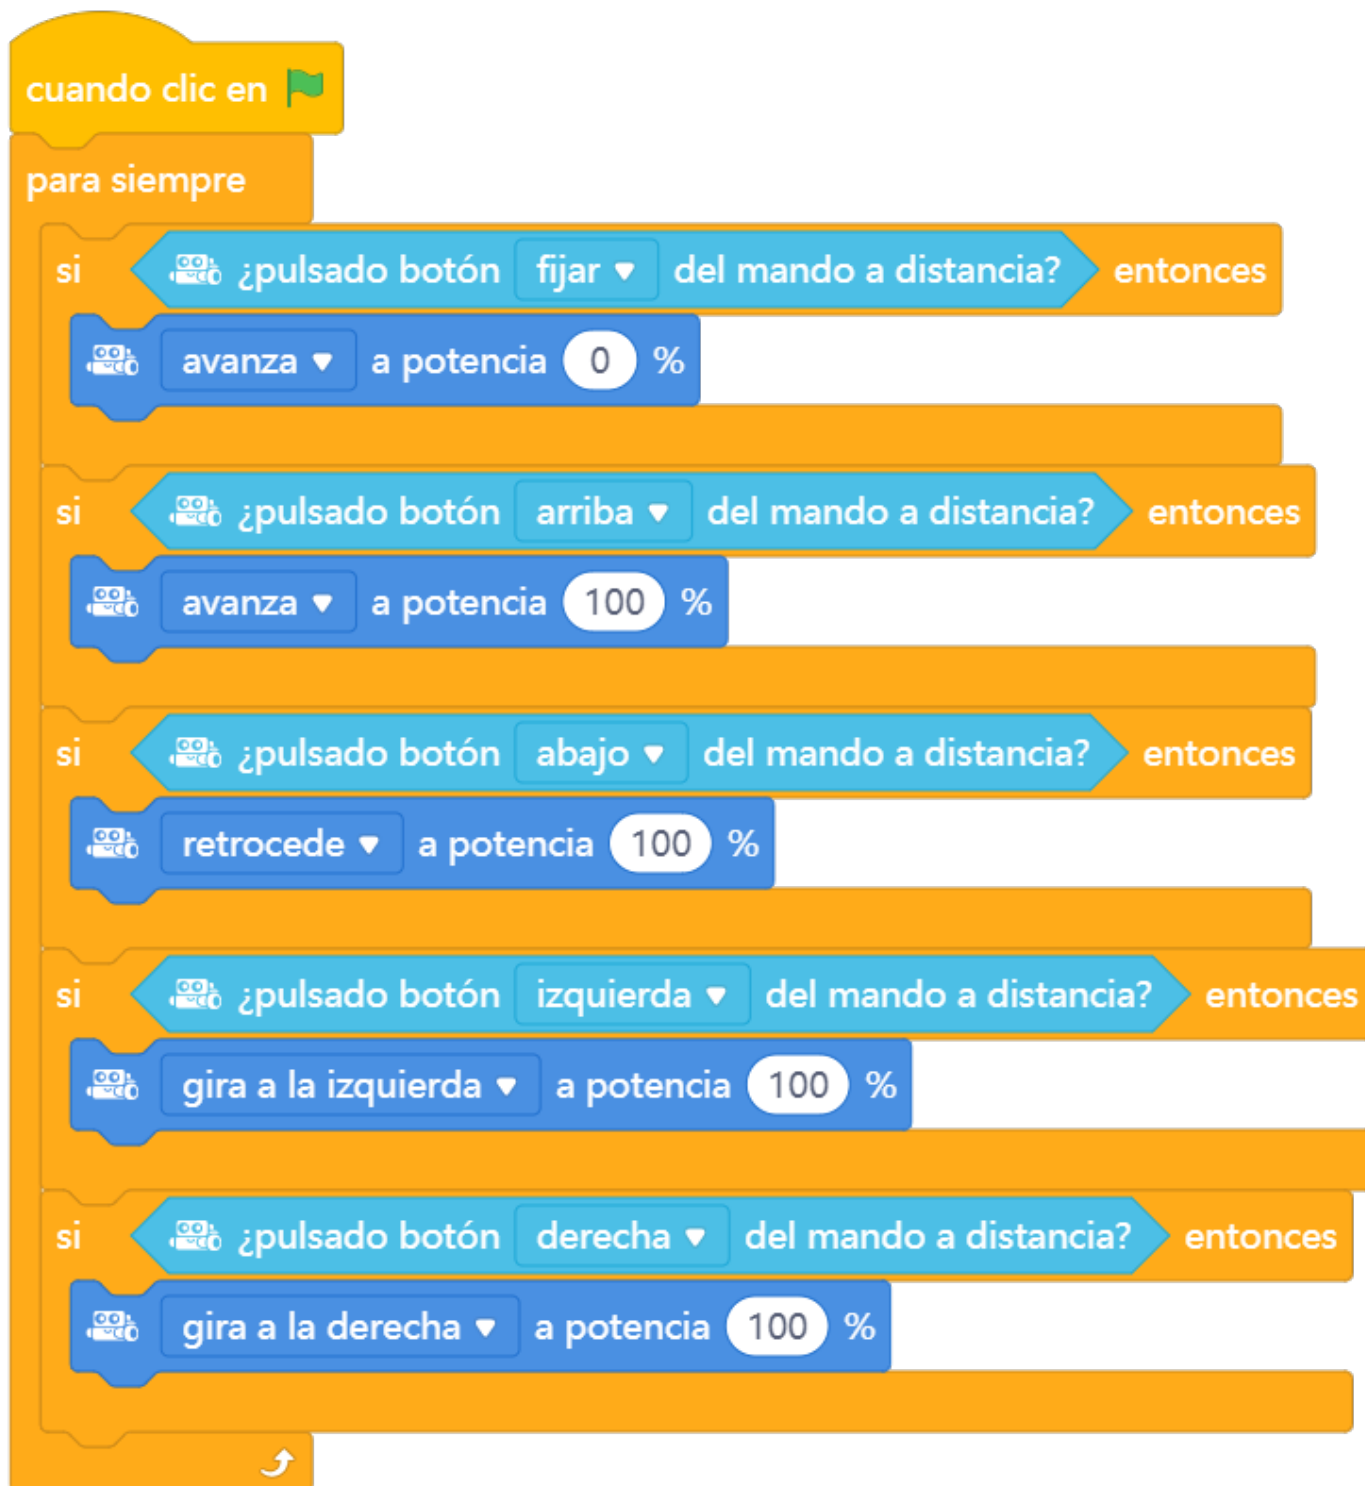 cuando clic en
para siempre
si ¿pulsado botón fijar del mando a distancia? entonces
avanza a potencia 0 %
si ¿pulsado botón arriba del mando a distancia? entonces
avanza a potencia 100 %
si ¿pulsado botón abajo del mando a distancia? entonces
retrocede a potencia 100 %
si ¿pulsado botón izquierda del mando a distancia? entonces
gira a la izquierda a potencia 100 %
si ¿pulsado botón derecha del mando a distancia? entonces
gira a la derecha a potencia 100 %